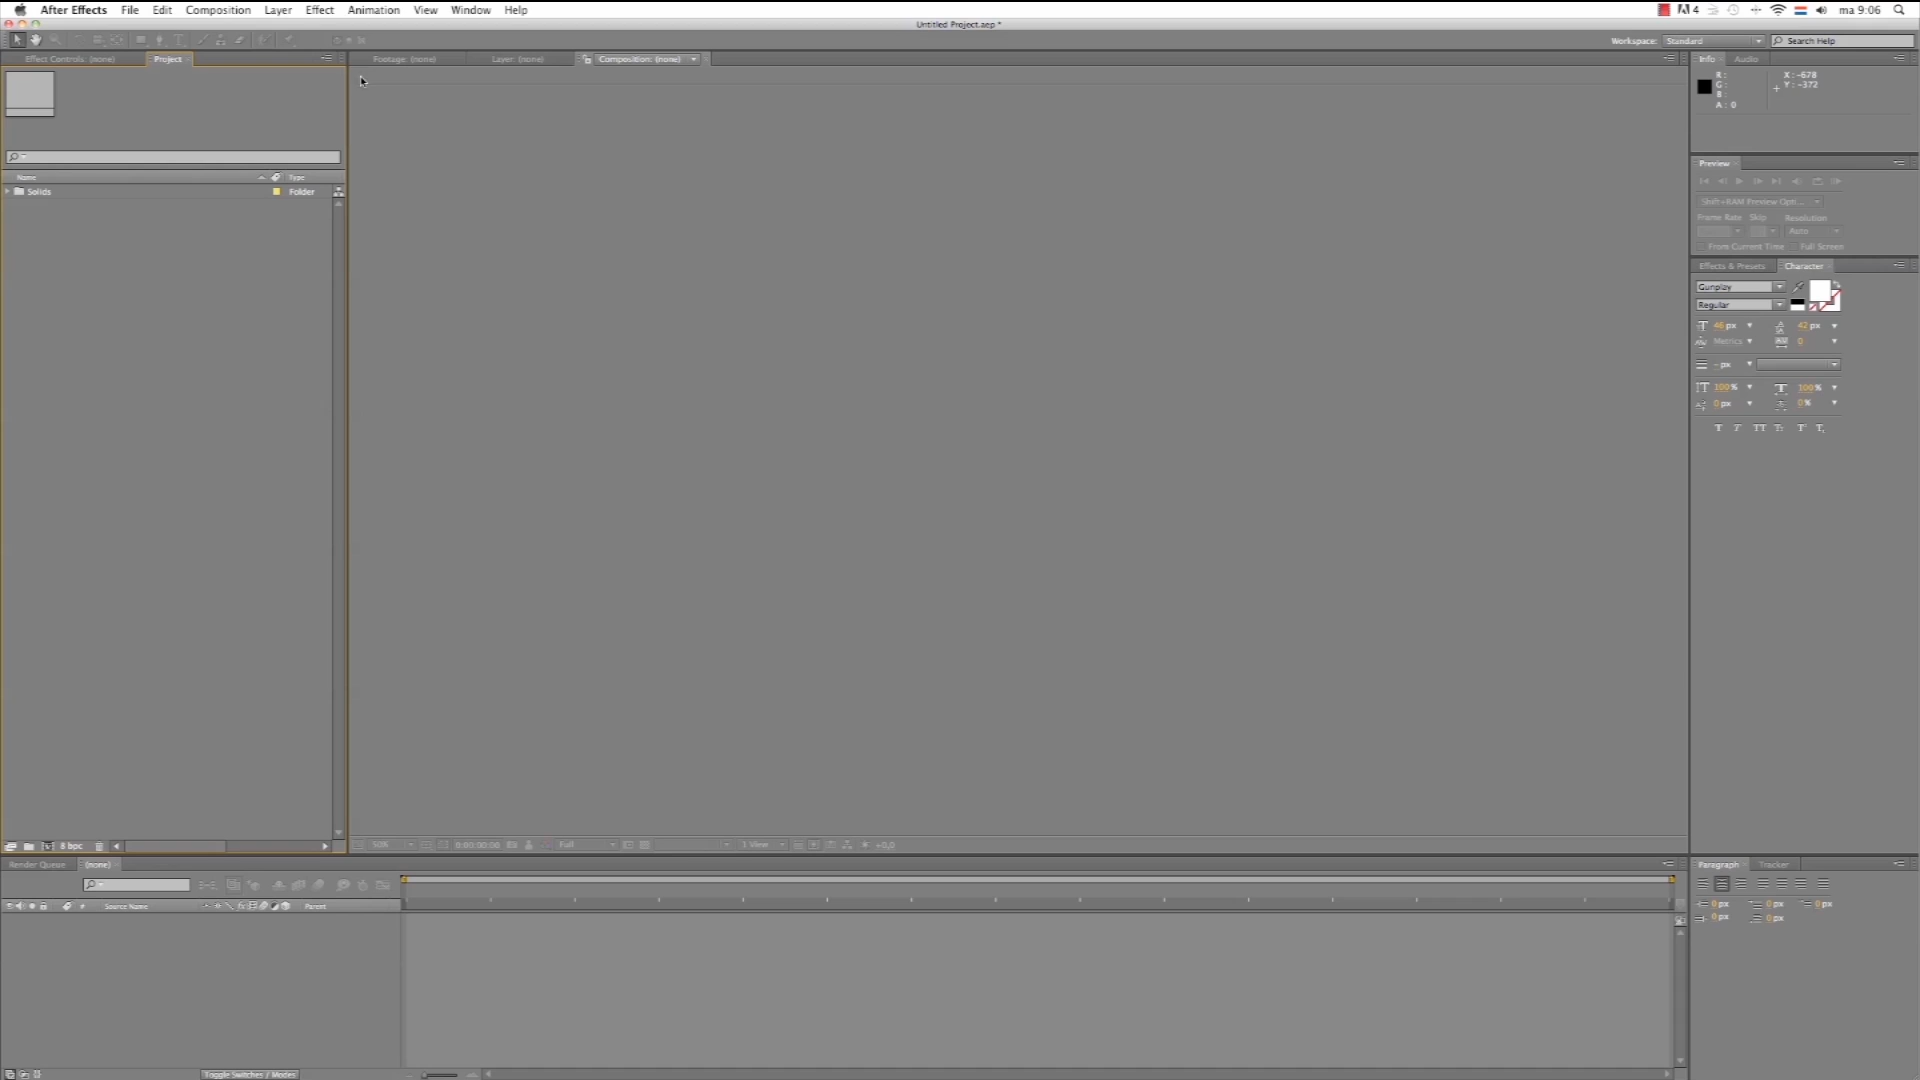 After Effects File Edit Composition Layer Effect Animation View Window Help 4 ma 9:06
Untitled Project.aep *
Workspace: Standard Search Help
Effect Controls: (none) Project Footage: (none) Layer: (none) Composition: (none) Info Audio
R: X: -678
G: Y: -372
B:
A: 0
Preview
Name Type
Solids Folder
Shift+RAM Preview Opti...
Frame Rate Skip Resolution
Auto
From Current Time Full Screen
Effects & Presets Character
Gunplay
Regular
46 px 42 px
Metrics 0
- px
100% 100%
0 px 0%
T T TT Tr T' T,
8 bpc 50% 0:00:00:00 Full 1 View +0,0
Render Queue (none) Paragraph Tracker
# Source Name fx Parent
0 px 0 px 0 px
0 px 0 px
Toggle Switches / Modes